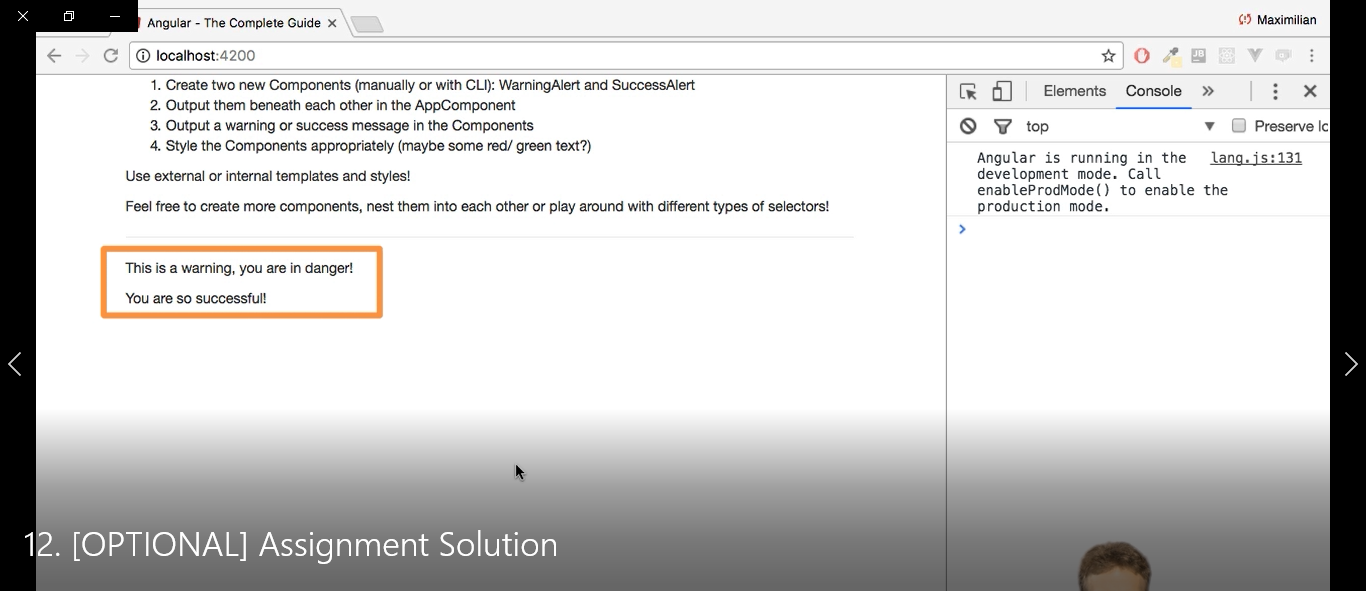 Angular - The Complete Guide
Maximilian
localhost:4200
1. Create two new Components (manually or with CLI): WarningAlert and SuccessAlert
2. Output them beneath each other in the AppComponent
3. Output a warning or success message in the Components
4. Style the Components appropriately (maybe some red/ green text?)
Use external or internal templates and styles!
Feel free to create more components, nest them into each other or play around with different types of selectors!
This is a warning, you are in danger!
You are so successful!
Elements Console
top Preserve lo
Angular is running in the lang.js:131
development mode. Call
enableProdMode() to enable the
production mode.
12. [OPTIONAL] Assignment Solution